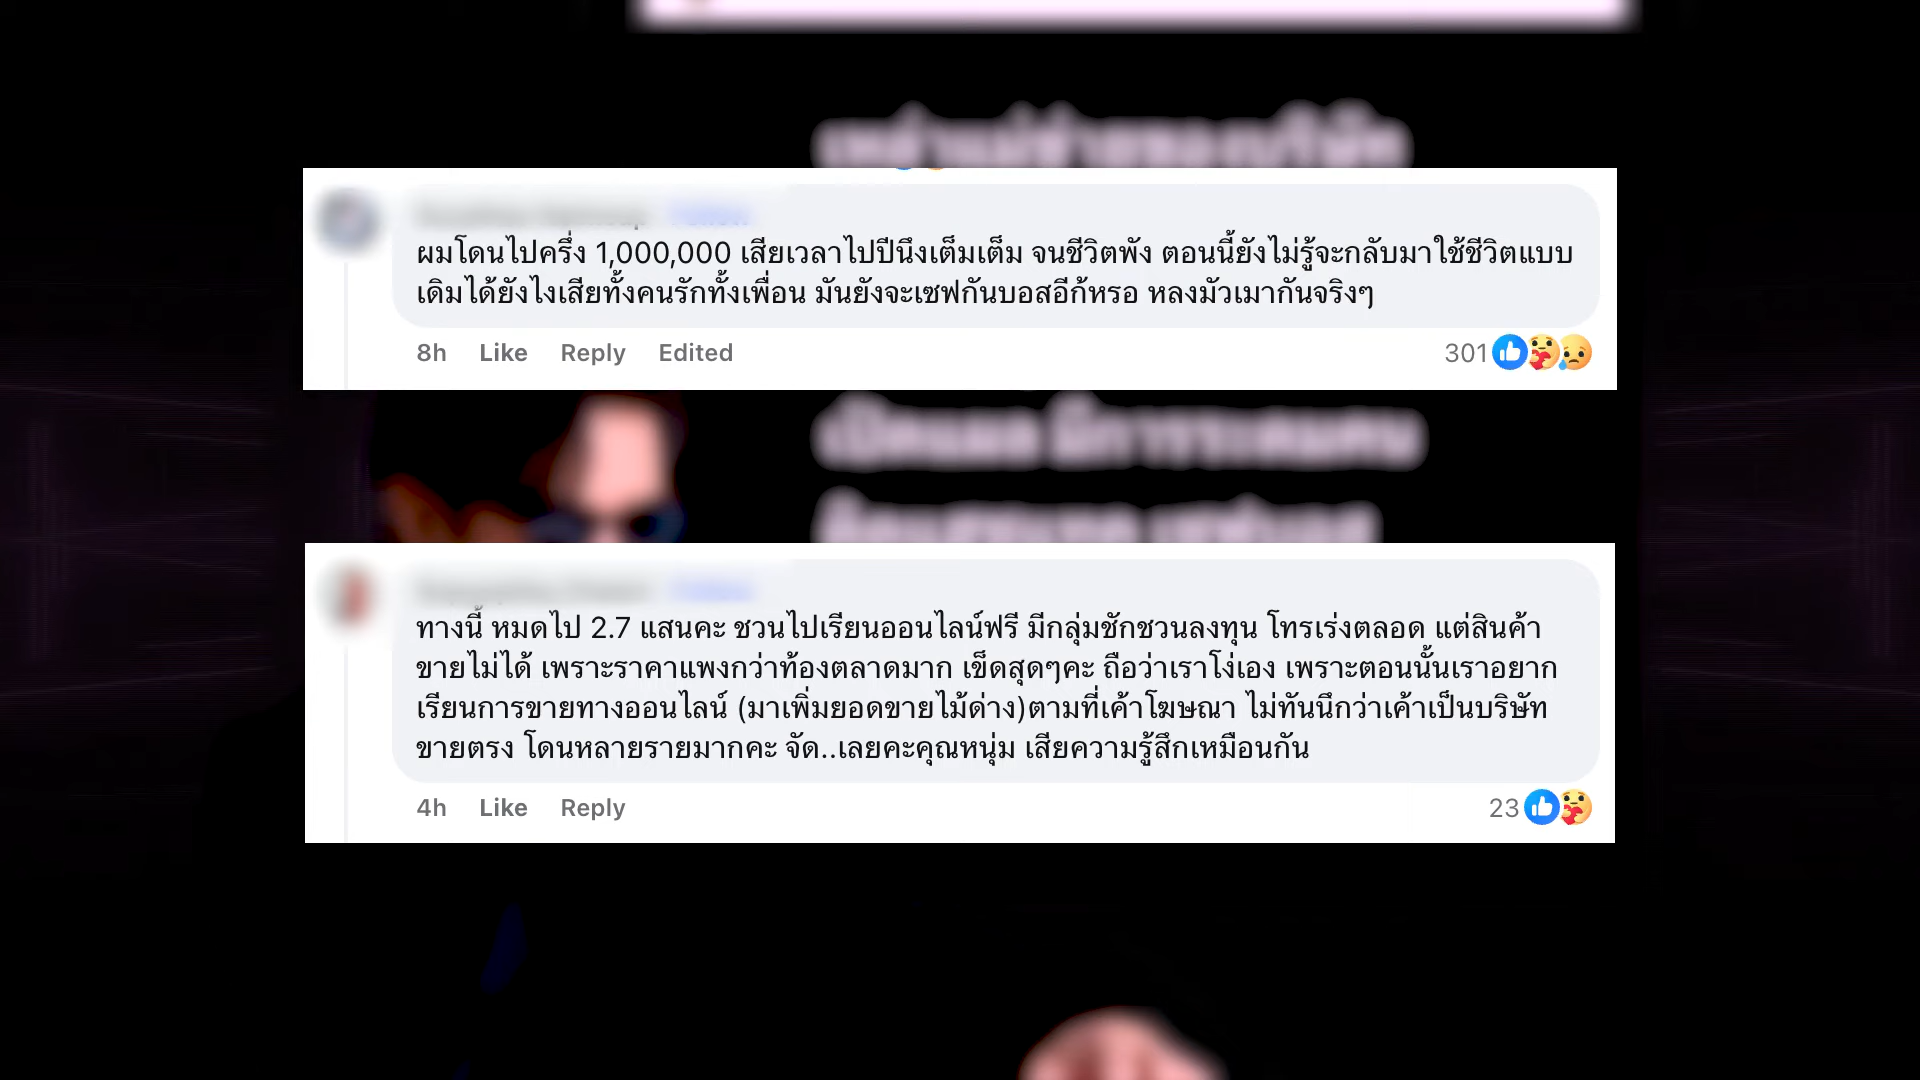 ผมโดนไปครึ่ง 1,000,000 เสียเวลาไปปีนึงเต็มเต็ม จนชีวิตพัง ตอนนี้ยังไม่รู้จะกลับมาใช้ชีวิตแบบ
เดิมได้ยังไงเสียทั้งคนรักทั้งเพื่อน มันยังจะเซฟกันบอสอีก้หรอ หลงมัวเมากันจริงๆ
8h Like Reply Edited 301
ทางนี้ หมดไป 2.7 แสนคะ ชวนไปเรียนออนไลน์ฟรี มีกลุ่มชักชวนลงทุน โทรเร่งตลอด แต่สินค้า
ขายไม่ได้ เพราะราคาแพงกว่าท้องตลาดมาก เข็ดสุดๆคะ ถือว่าเราโง่เอง เพราะตอนนั้นเราอยาก
เรียนการขายทางออนไลน์ (มาเพิ่มยอดขายไม้ด่าง)ตามที่เค้าโฆษณา ไม่ทันนึกว่าเค้าเป็นบริษัท
ขายตรง โดนหลายรายมากคะ จัด..เลยคะคุณหนุ่ม เสียความรู้สึกเหมือนกัน
4h Like Reply 23